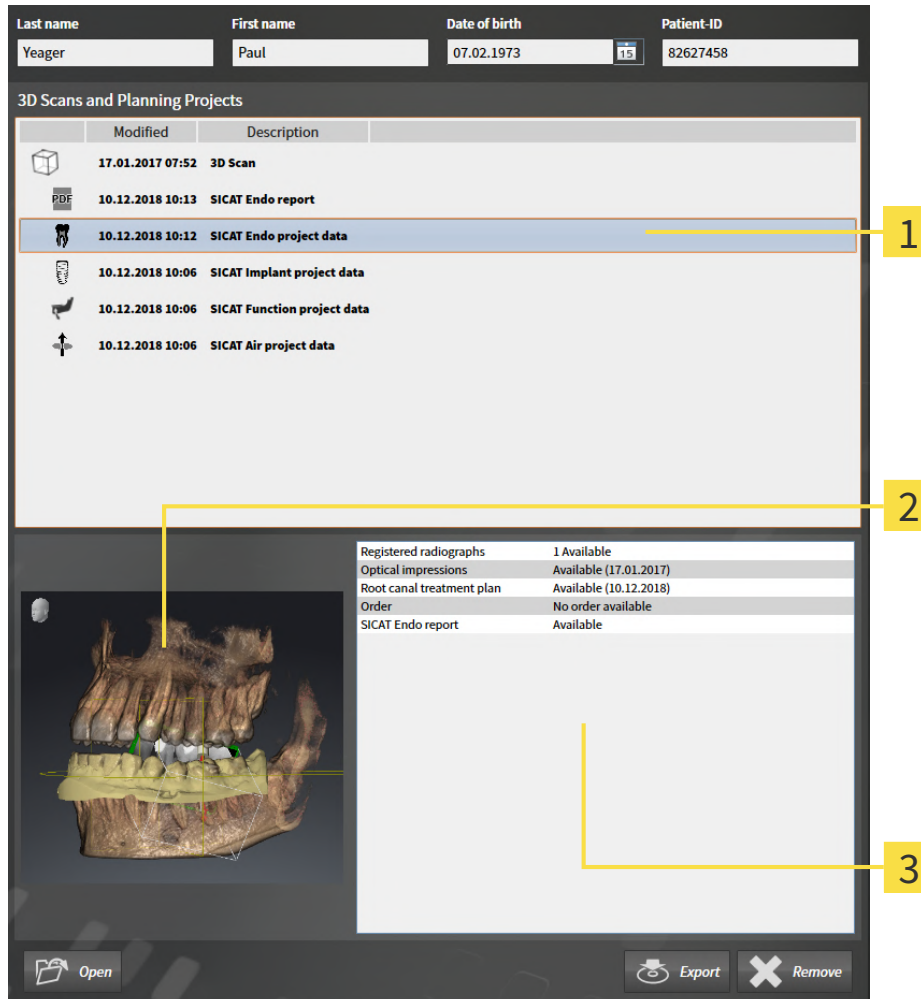 Last name First name Date of birth Patient-ID
Yeager Paul 07.02.1973 15 82627458
3D Scans and Planning Projects
Modified Description
17.01.2017 07:52 3D Scan
PDF 10.12.2018 10:13 SICAT Endo report
10.12.2018 10:12 SICAT Endo project data 1
10.12.2018 10:06 SICAT Implant project data
10.12.2018 10:06 SICAT Function project data
10.12.2018 10:06 SICAT Air project data
2
Registered radiographs 1 Available
Optical impressions Available (17.01.2017)
Root canal treatment plan Available (10.12.2018)
Order No order available
SICAT Endo report Available
3
Open Export Remove